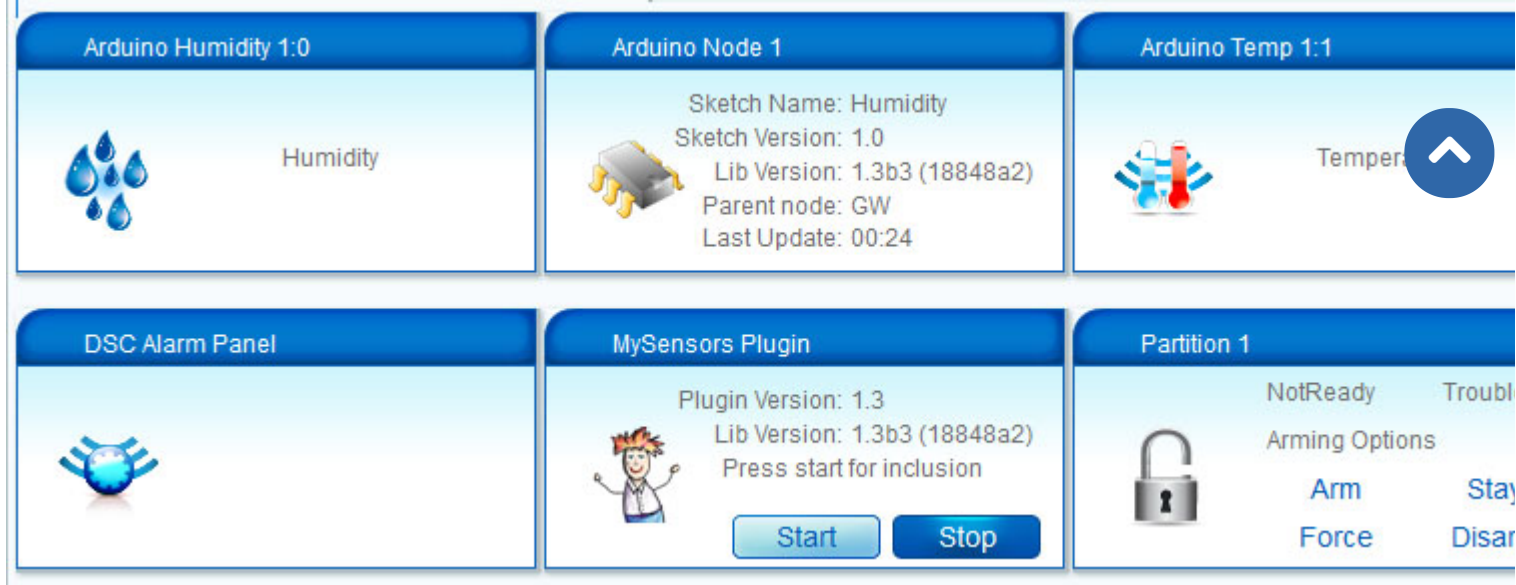 Arduino Humidity 1:0
Humidity
Arduino Node 1
Sketch Name: Humidity
Sketch Version: 1.0
Lib Version: 1.3b3 (18848a2)
Parent node: GW
Last Update: 00:24
Arduino Temp 1:1
DSC Alarm Panel
MySensors Plugin
Plugin Version: 1.3
Lib Version: 1.3b3 (18848a2)
Press start for inclusion
Start Stop
Partition 1
NotReady
Arming Options
Arm Stay
Force